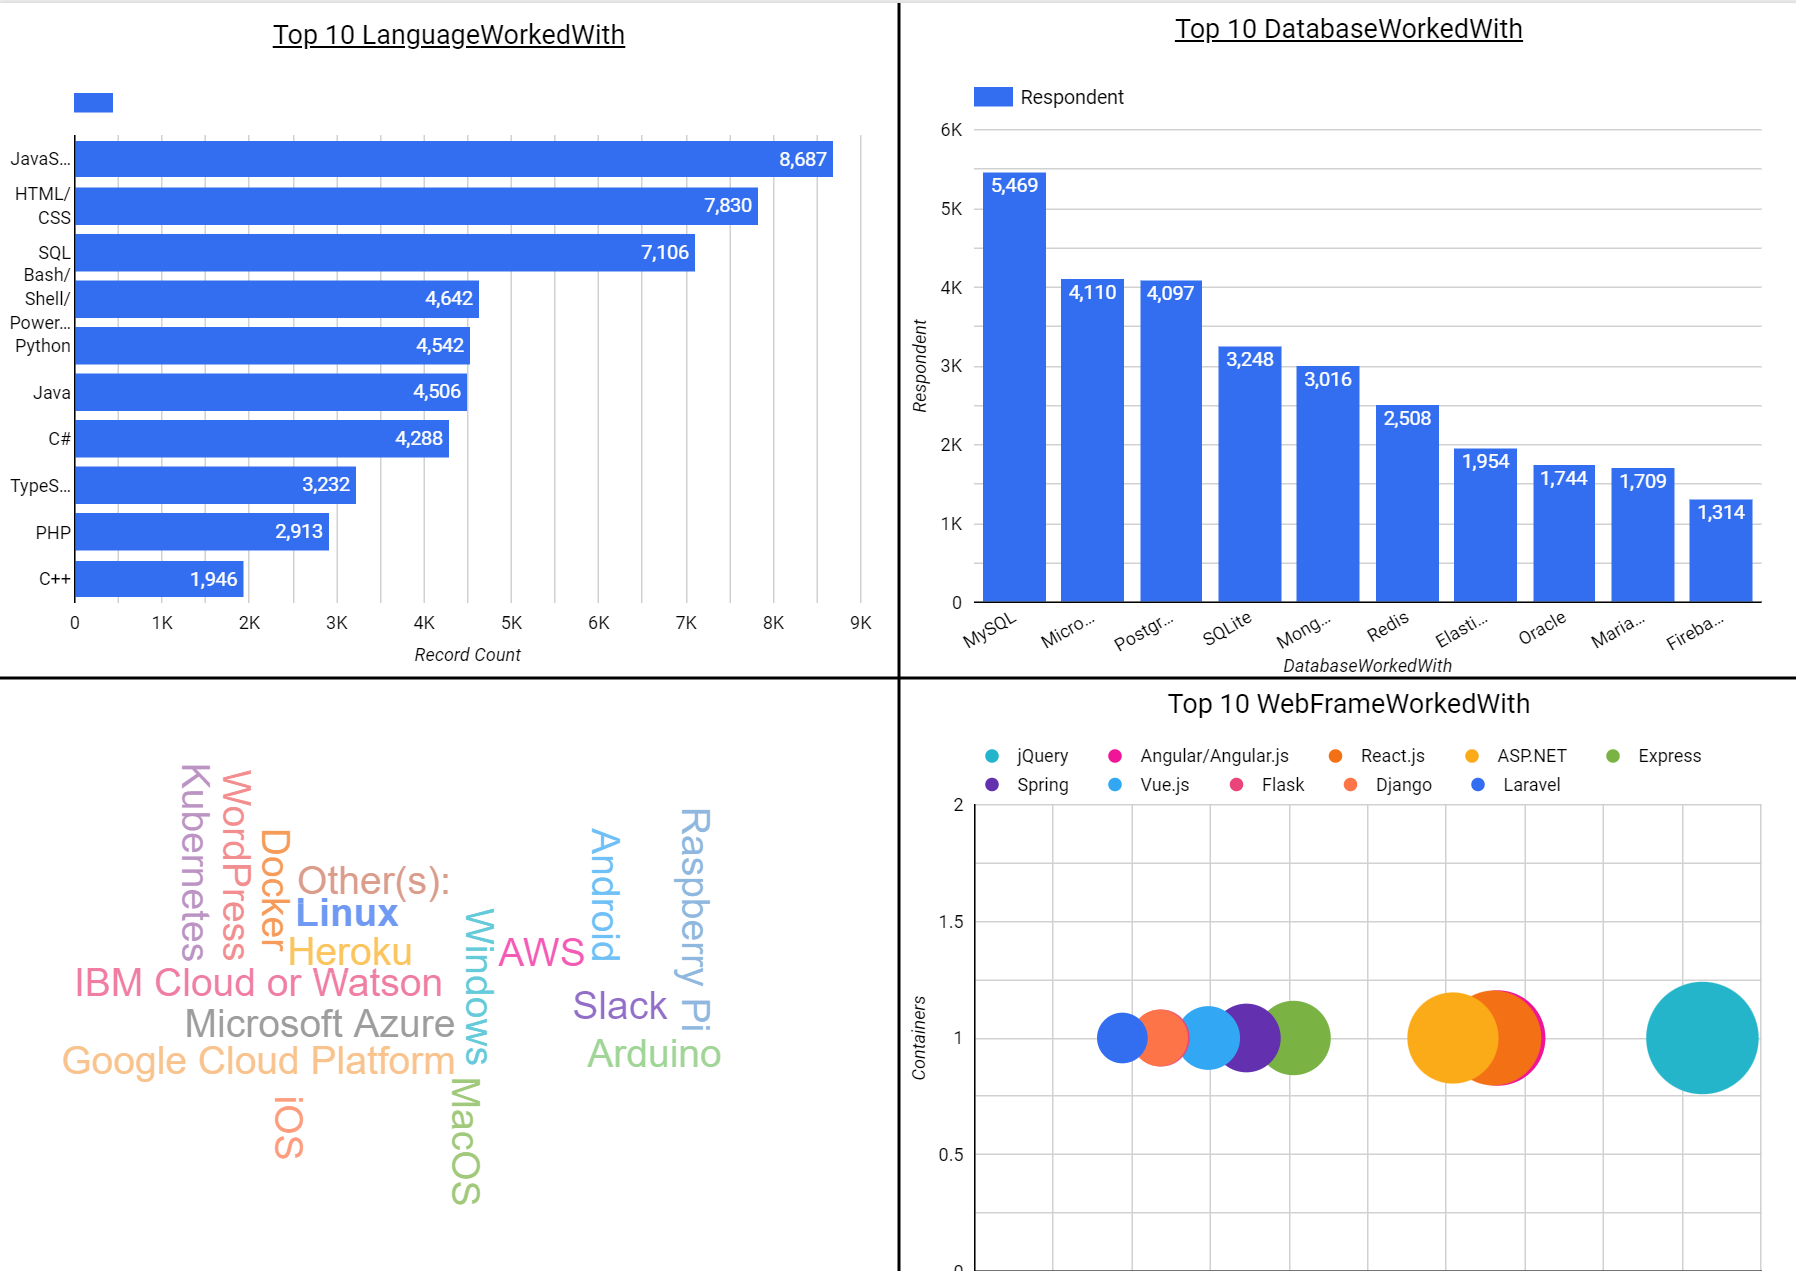 Top 10 LanguageWorkedWith
JavaS...
8,687
HTML/
CSS
7,830
SQL
7,106
Bash/
Shell/
Power...
4,642
Python
4,542
Java
4,506
C#
4,288
TypeS...
3,232
PHP
2,913
C++
1,946
0 1K 2K 3K 4K 5K 6K 7K 8K 9K
Record Count
Top 10 DatabaseWorkedWith
Respondent
6K
5K
4K
3K
2K
1K
0
Respondent
5,469
4,110
4,097
3,248
3,016
2,508
1,954
1,744
1,709
1,314
MySQL Micro... Postgr... SQLite Mong... Redis Elasti... Oracle Maria... Fireba...
DatabaseWorkedWith
Kubernetes
WordPress
Docker
Other(s):
Linux
Heroku
IBM Cloud or Watson
Microsoft Azure
Google Cloud Platform
iOS
Windows
MacOS
AWS
Android
Raspberry Pi
Slack
Arduino
Top 10 WebFrameWorkedWith
jQuery Angular/Angular.js React.js ASP.NET Express
Spring Vue.js Flask Django Laravel
2
1.5
1
0.5
0
Containers